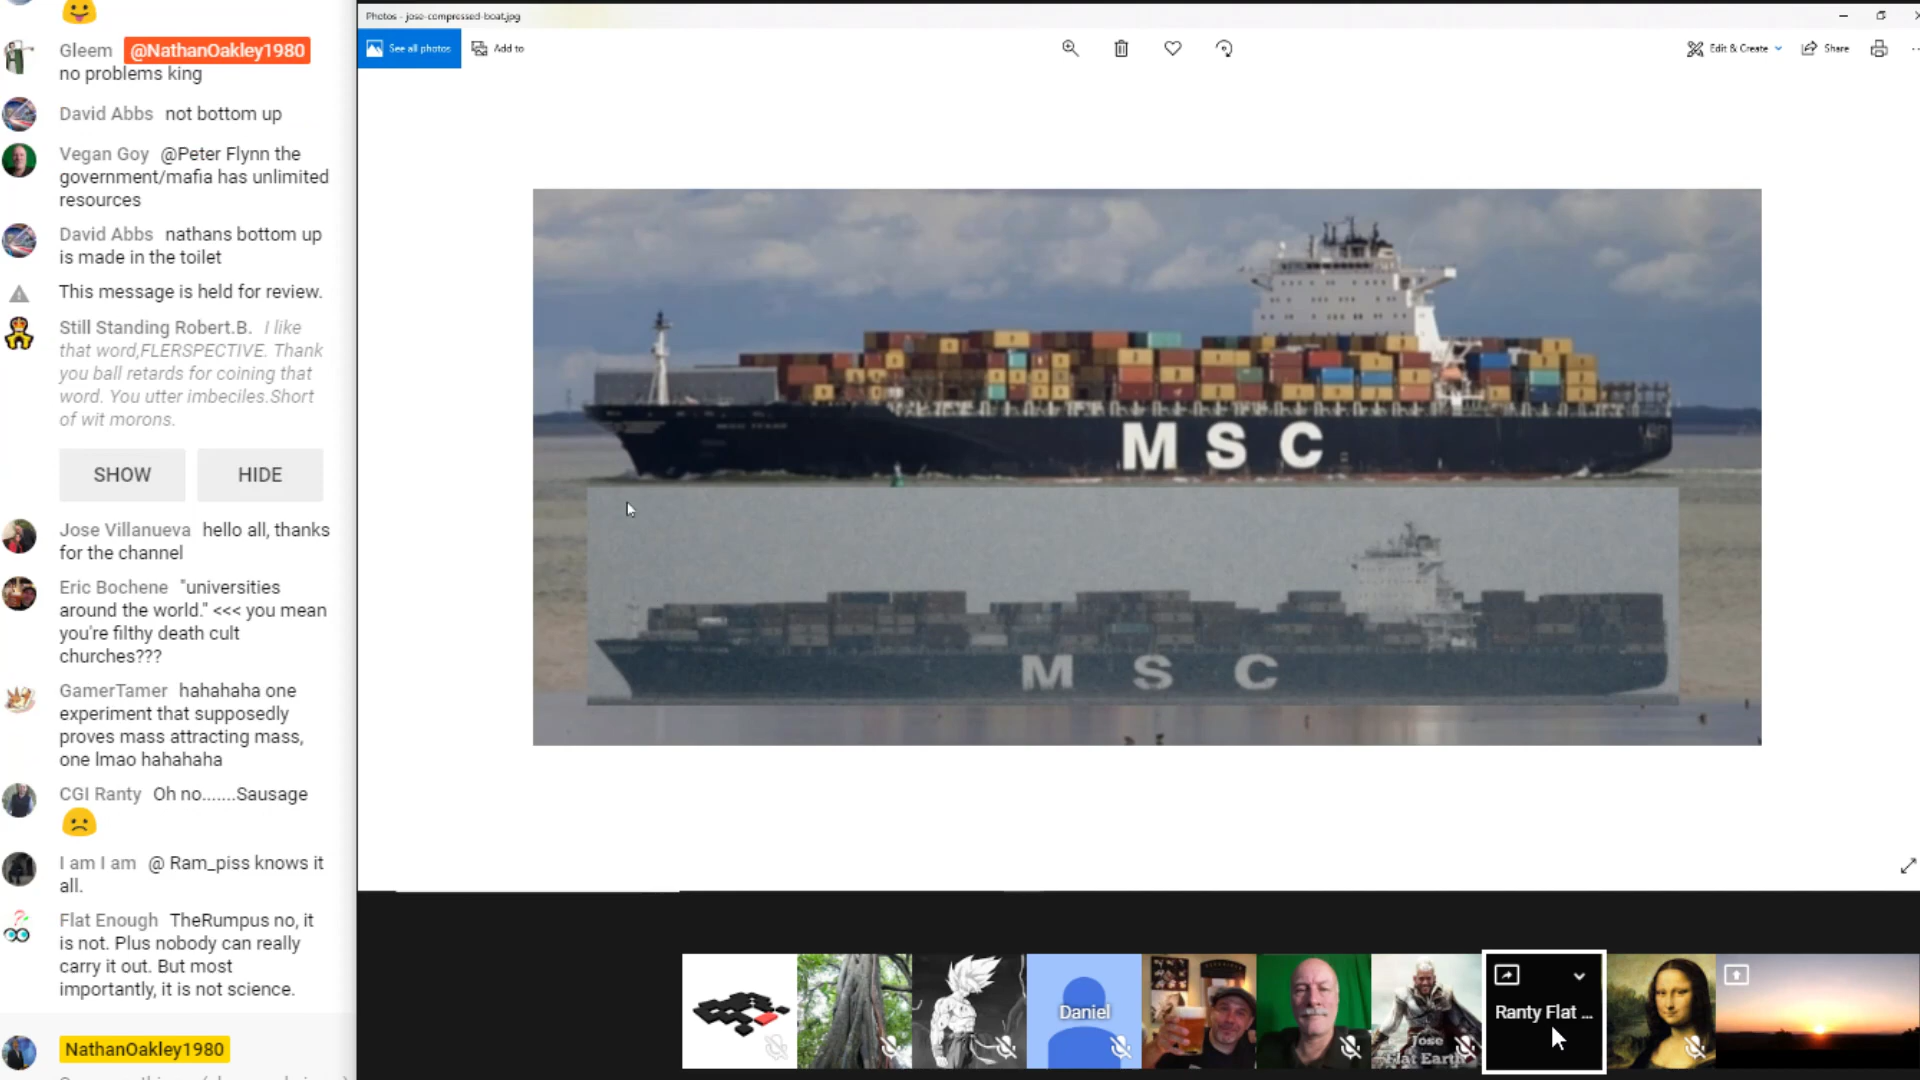 Gleem @NathanOakley1980
no problems king
David Abbs not bottom up
Vegan Goy @Peter Flynn the
government/mafia has unlimited
resources
David Abbs nathans bottom up
is made in the toilet
This message is held for review.
Still Standing Robert.B. I like
that word,FLERSPECTIVE. Thank
you ball retards for coining that
word. You utter imbeciles.Short
of wit morons.
SHOW HIDE
Jose Villanueva hello all, thanks
for the channel
Eric Bochene "universities
around the world." <<< you mean
you're filthy death cult
churches???
GamerTamer hahahaha one
experiment that supposedly
proves mass attracting mass,
one lmao hahahaha
CGI Ranty Oh no.......Sausage
I am I am @ Ram_piss knows it
all.
Flat Enough TheRumpus no, it
is not. Plus nobody can really
carry it out. But most
importantly, it is not science.
NathanOakley1980
Photos - jose-compressed-boat.jpg
See all photos Add to
Edit & Create Share
MSC
MSC
Daniel
Jose
Flat Earth
Ranty Flat ...